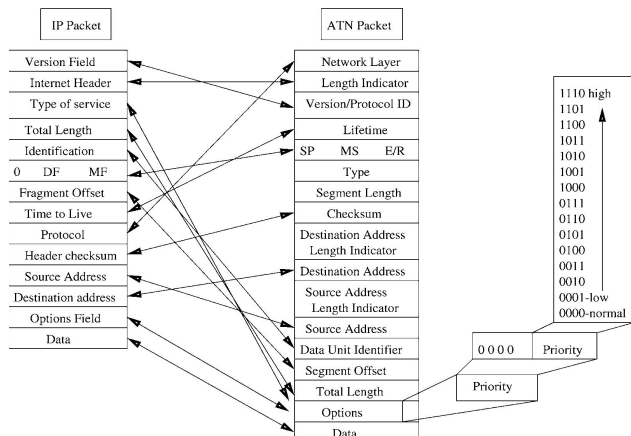 IP Packet
Version Field
Internet Header
Type of service
Total Length
Identification
0 DF MF
Fragment Offset
Time to Live
Protocol
Header checksum
Source Address
Destination address
Options Field
Data
ATN Packet
Network Layer
Length Indicator
Version/Protocol ID
Lifetime
SP MS E/R
Type
Segment Length
Checksum
Destination Address
Length Indicator
Destination Address
Source Address
Length Indicator
Source Address
Data Unit Identifier
Segment Offset
Total Length
Options
Data
1110 high
1101
1100
1011
1010
1001
1000
0111
0110
0101
0100
0011
0010
0001-low
0000-normal
0 0 0 0 Priority
Priority